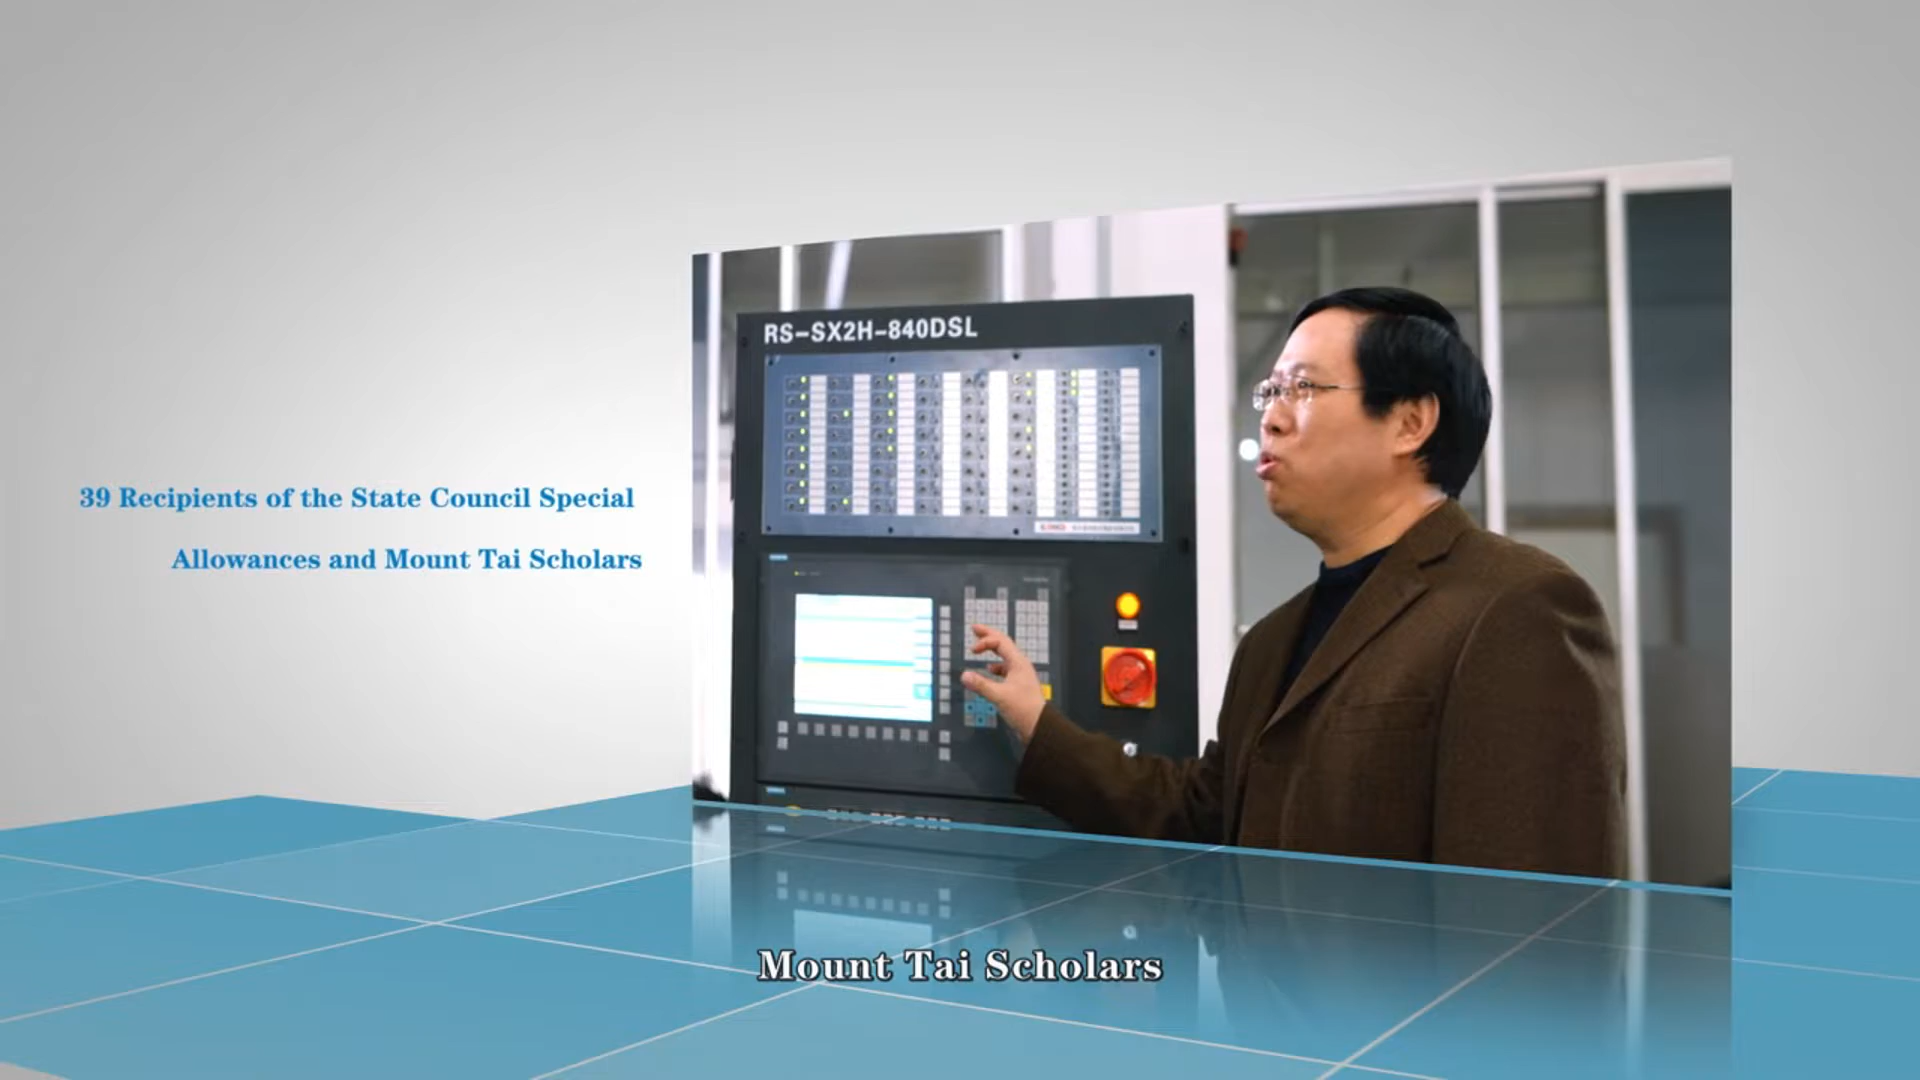 RS-SX2H-840DSL
39 Recipients of the State Council Special
Allowances and Mount Tai Scholars
Mount Tai Scholars